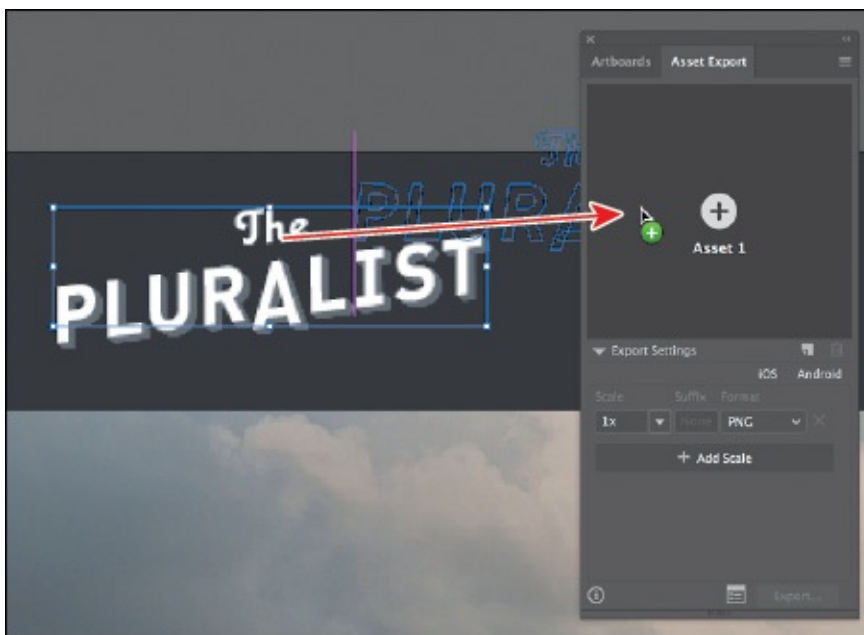 Artboards Asset Export
The
PLURALIST
PLURA
Asset 1
Export Settings
iOS Android
Scale Suffix Format
1x None PNG
+ Add Scale
Export...